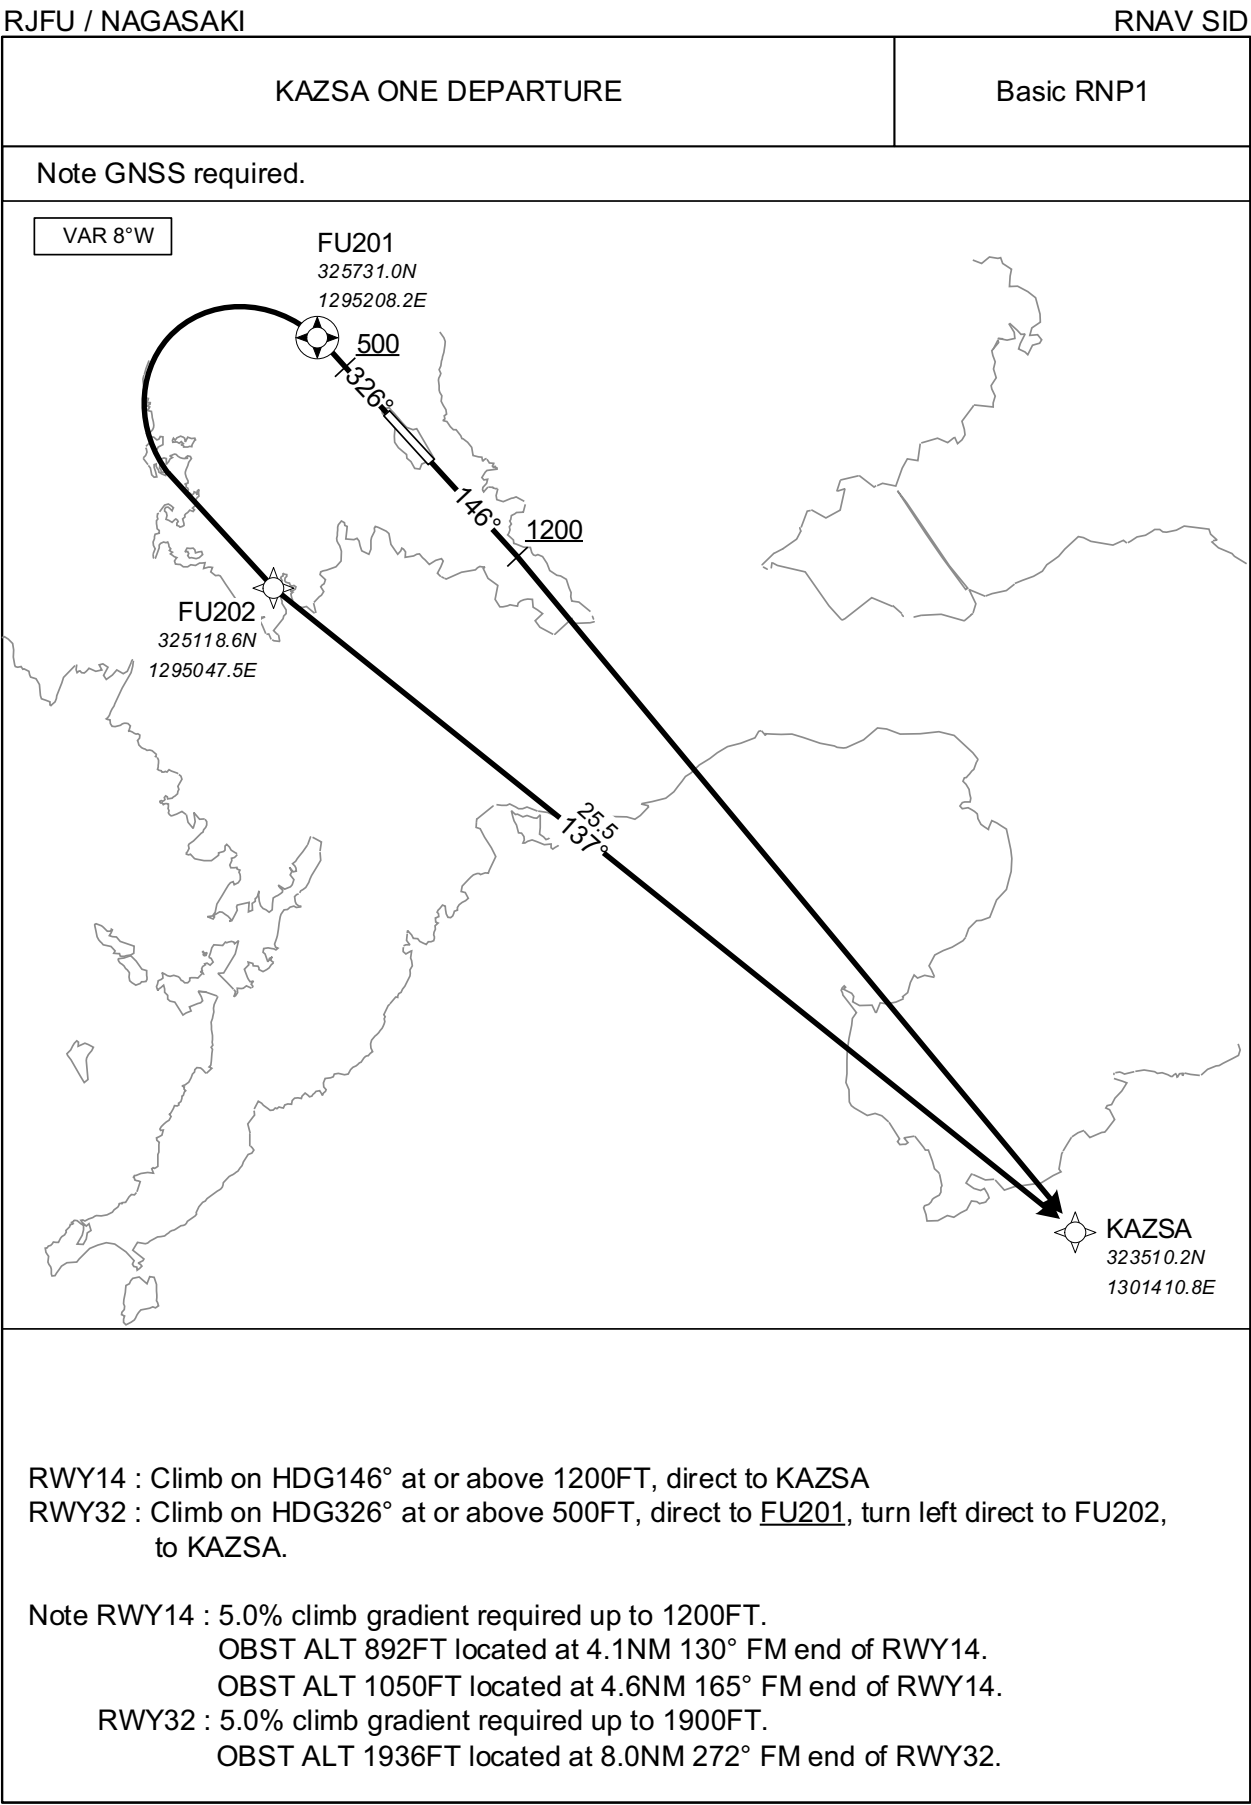 RJFU / NAGASAKI
RNAV SID
KAZSA ONE DEPARTURE
Basic RNP1
Note GNSS required.
VAR 8°W
FU201
325731.0N
1295208.2E
500
326°
146°
1200
FU202
325118.6N
1295047.5E
25.5
137°
KAZSA
323510.2N
1301410.8E
RWY14 : Climb on HDG146° at or above 1200FT, direct to KAZSA
RWY32 : Climb on HDG326° at or above 500FT, direct to FU201, turn left direct to FU202,
to KAZSA.
Note RWY14 : 5.0% climb gradient required up to 1200FT.
OBST ALT 892FT located at 4.1NM 130° FM end of RWY14.
OBST ALT 1050FT located at 4.6NM 165° FM end of RWY14.
RWY32 : 5.0% climb gradient required up to 1900FT.
OBST ALT 1936FT located at 8.0NM 272° FM end of RWY32.